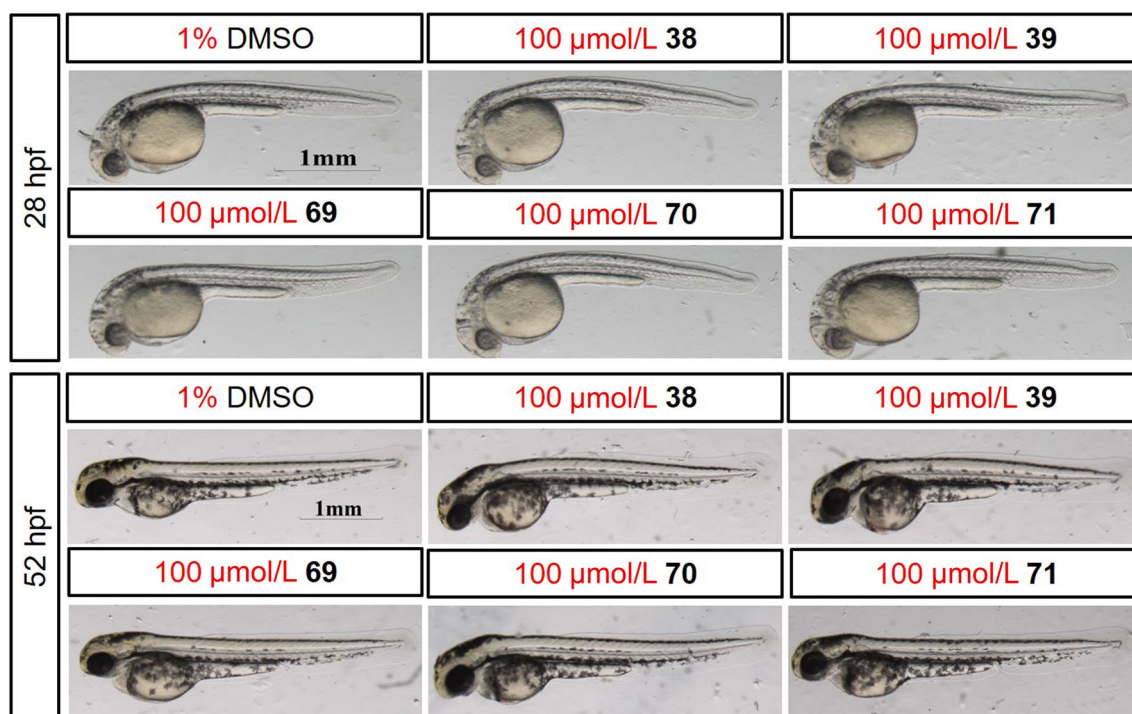 28 hpf
1% DMSO
100 μmol/L 38
100 μmol/L 39
1mm
100 μmol/L 69
100 μmol/L 70
100 μmol/L 71
52 hpf
1% DMSO
100 μmol/L 38
100 μmol/L 39
1mm
100 μmol/L 69
100 μmol/L 70
100 μmol/L 71